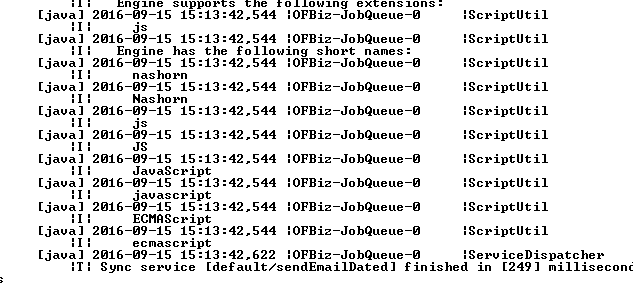 |I|   Engine supports the following extensions:
[java] 2016-09-15 15:13:42,544 |OFBiz-JobQueue-0     |ScriptUtil
|I|     js
[java] 2016-09-15 15:13:42,544 |OFBiz-JobQueue-0     |ScriptUtil
|I|   Engine has the following short names:
[java] 2016-09-15 15:13:42,544 |OFBiz-JobQueue-0     |ScriptUtil
|I|     nashorn
[java] 2016-09-15 15:13:42,544 |OFBiz-JobQueue-0     |ScriptUtil
|I|     Nashorn
[java] 2016-09-15 15:13:42,544 |OFBiz-JobQueue-0     |ScriptUtil
|I|     js
[java] 2016-09-15 15:13:42,544 |OFBiz-JobQueue-0     |ScriptUtil
|I|     JS
[java] 2016-09-15 15:13:42,544 |OFBiz-JobQueue-0     |ScriptUtil
|I|     JavaScript
[java] 2016-09-15 15:13:42,544 |OFBiz-JobQueue-0     |ScriptUtil
|I|     javascript
[java] 2016-09-15 15:13:42,544 |OFBiz-JobQueue-0     |ScriptUtil
|I|     ECMAScript
[java] 2016-09-15 15:13:42,544 |OFBiz-JobQueue-0     |ScriptUtil
|I|     ecmascript
[java] 2016-09-15 15:13:42,622 |OFBiz-JobQueue-0     |ServiceDispatcher
|T| Sync service [default/sendEmailDated] finished in [249] millisecond
s